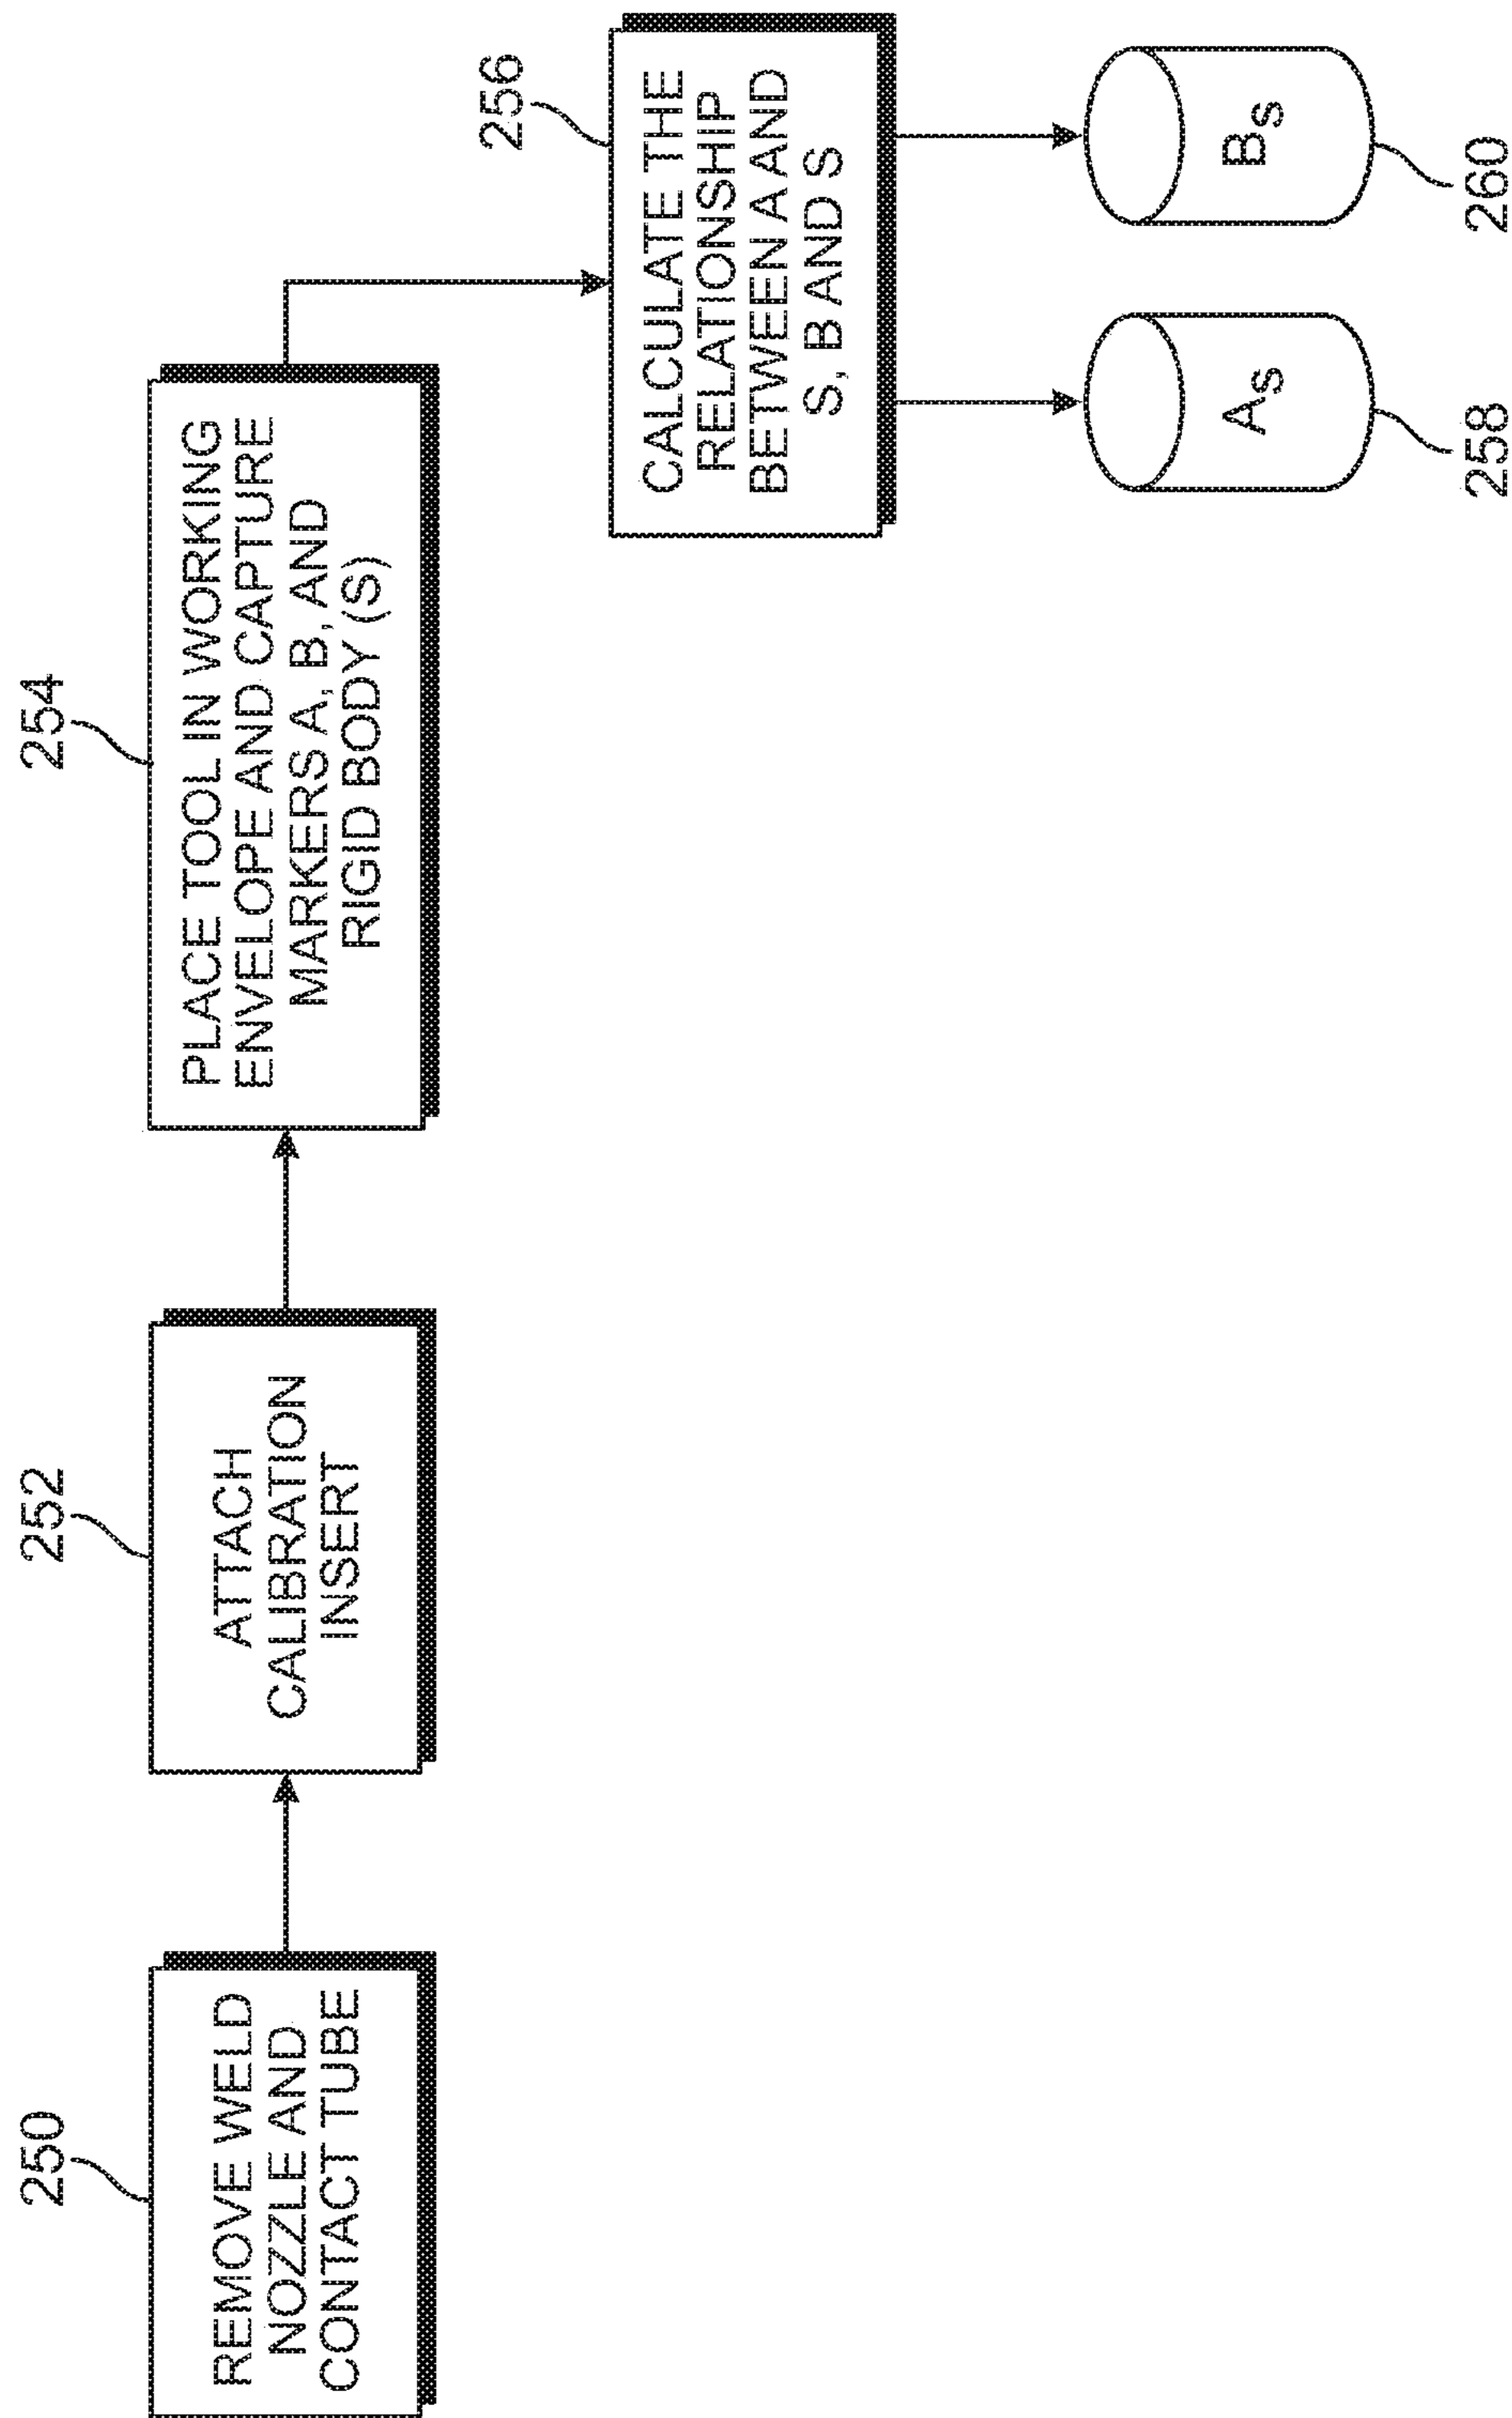 250
REMOVE WELD
NOZZLE AND
CONTACT TUBE
252
ATTACH
CALIBRATION
INSERT
254
PLACE TOOL IN WORKING
ENVELOPE AND CAPTURE
MARKERS A, B, AND
RIGID BODY (S)
256
CALCULATE THE
RELATIONSHIP
BETWEEN A AND
S, B AND S
As
258
Bs
260